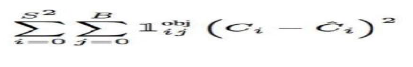 \sum_{i=0}^{S^2} \sum_{j=0}^{B} \mathbb{1}_{ij}^{\text{obj}} \left( C_i - \hat{C}_i \right)^2